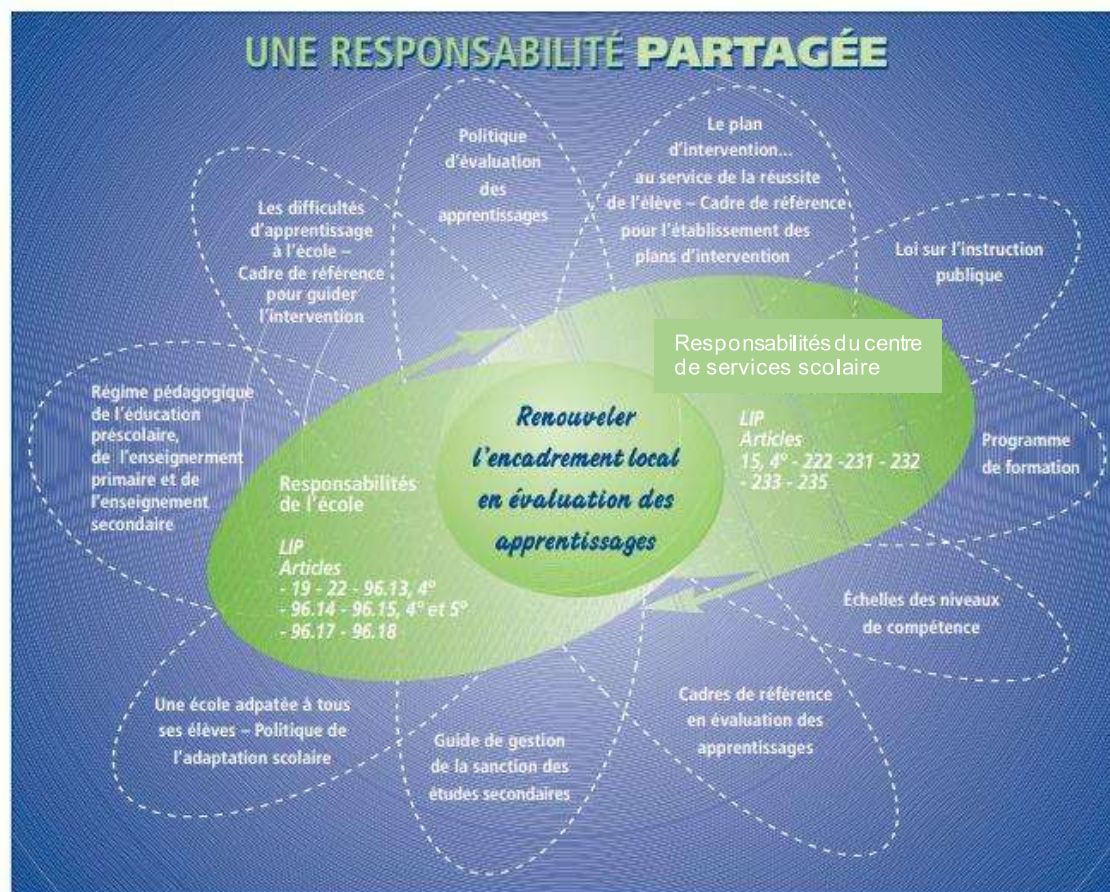 UNE RESPONSABILITÉ PARTAGÉE
Politique
d'évaluation
des
apprentissages
Le plan
d'intervention...
au service de la réussite
de l'élève – Cadre de référence
pour l'établissement des
plans d'intervention
Les difficultés
d'apprentissage
à l'école –
Cadre de référence
pour guider
l'intervention
Loi sur l'instruction
publique
Responsabilités du centre
de services scolaire
Régime pédagogique
de l'éducation
préscolaire,
de l'enseignerment
primaire et de
l'enseignement
secondaire
Renouveler
l'encadrement local
en évaluation des
apprentissages
LIP
Articles
15, 4º - 222 -231 - 232
- 233 - 235
Programme
de formation
Responsabilités
de l'école
LIP
Articles
- 19 - 22 - 96.13, 4º
- 96.14 - 96.15, 4º et 5º
- 96.17 - 96.18
Échelles des niveaux
de compétence
Une école adpatée à tous
ses élèves – Politique de
l'adaptation scolaire
Guide de gestion
de la sanction des
études secondaires
Cadres de référence
en évaluation des
apprentissages